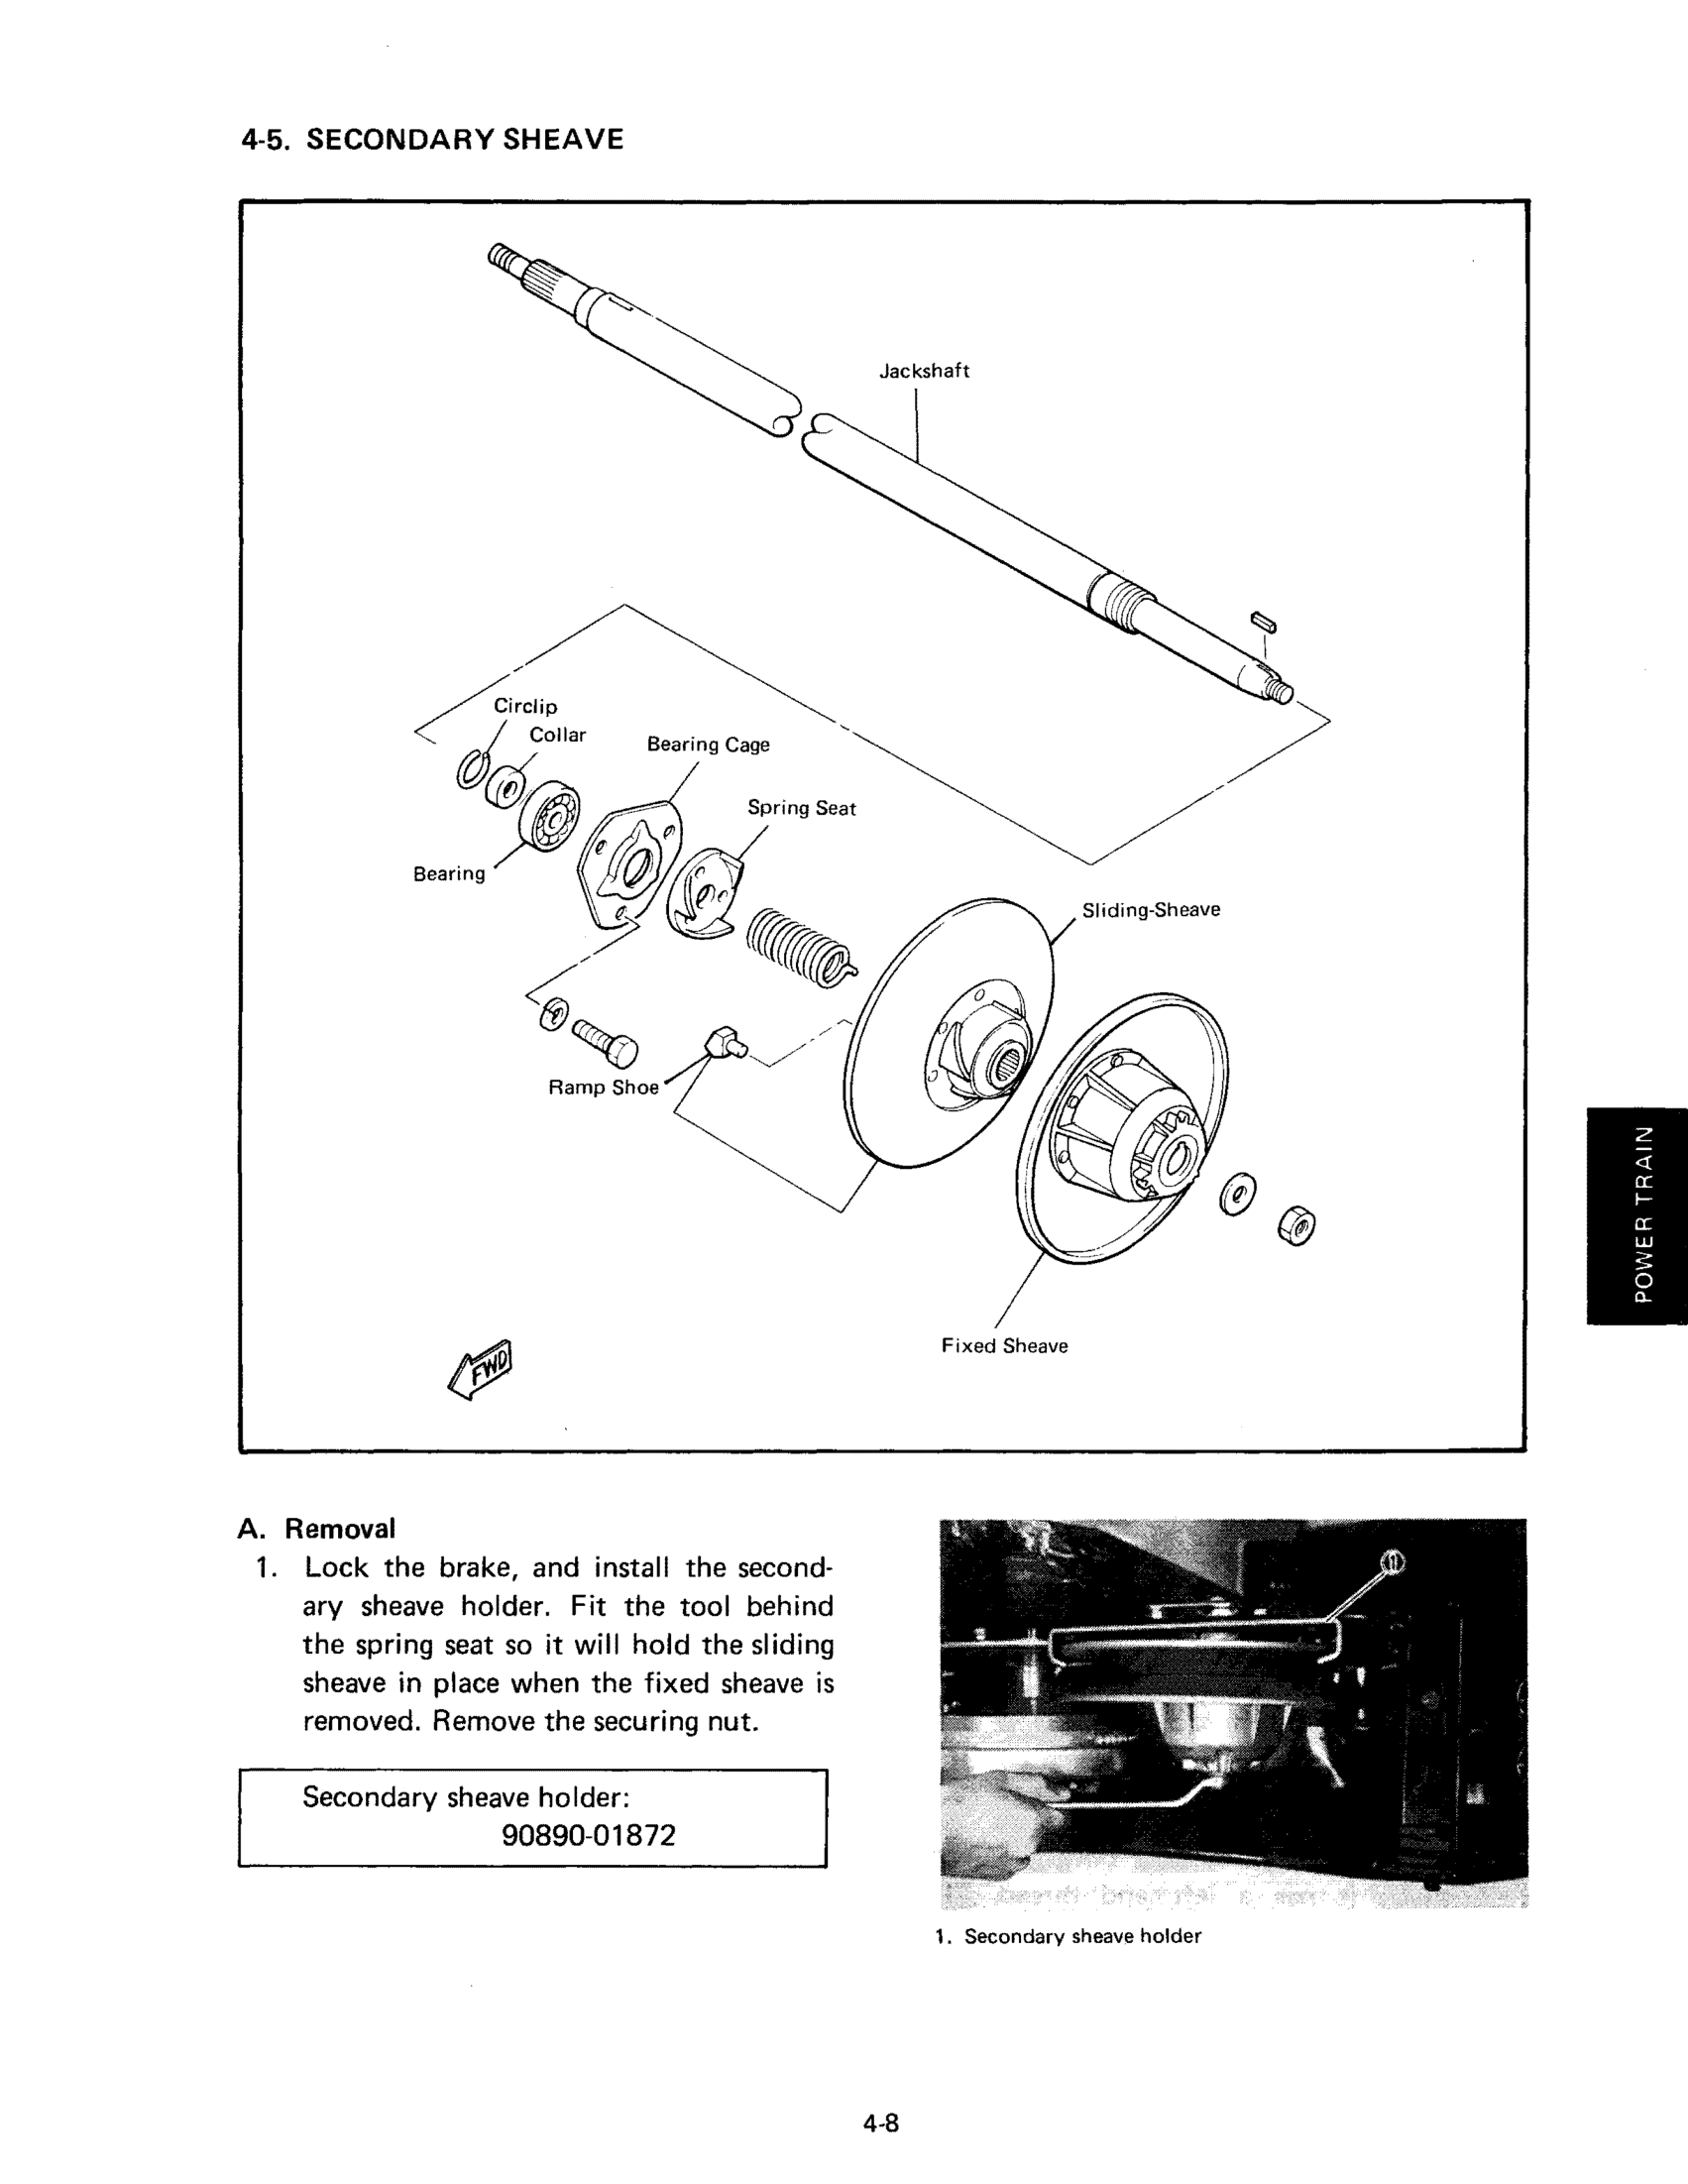 4-5. SECONDARY SHEAVE
Jackshaft
Circlip
Collar
Bearing Cage
Spring Seat
Bearing
Sliding-Sheave
Ramp Shoe
Fixed Sheave
FWD
POWER TRAIN
A. Removal
1. Lock the brake, and install the second-
ary sheave holder. Fit the tool behind
the spring seat so it will hold the sliding
sheave in place when the fixed sheave is
removed. Remove the securing nut.
Secondary sheave holder:
90890-01872
1
1. Secondary sheave holder
4-8